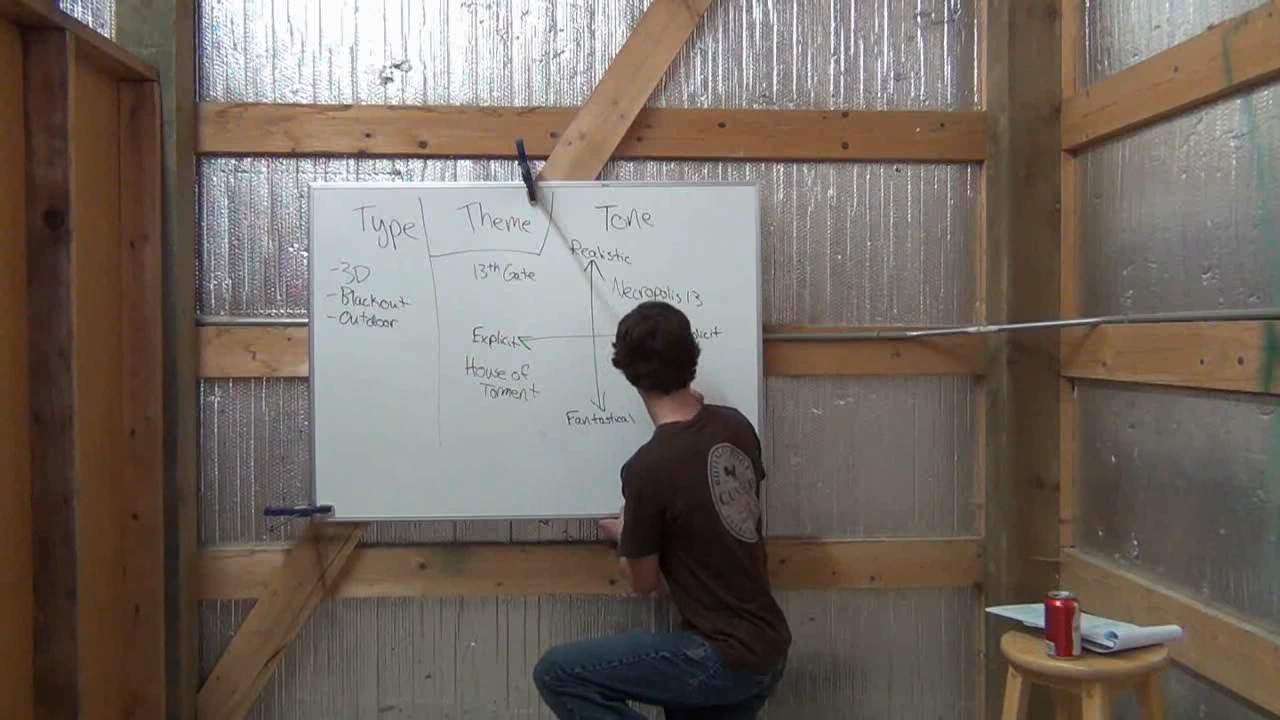 Type Theme Tone
Realistic
-3D 13th Gate
-Blackout Necropolis 13
-Outdoor
Explicit
House of
Torment
Fantastical